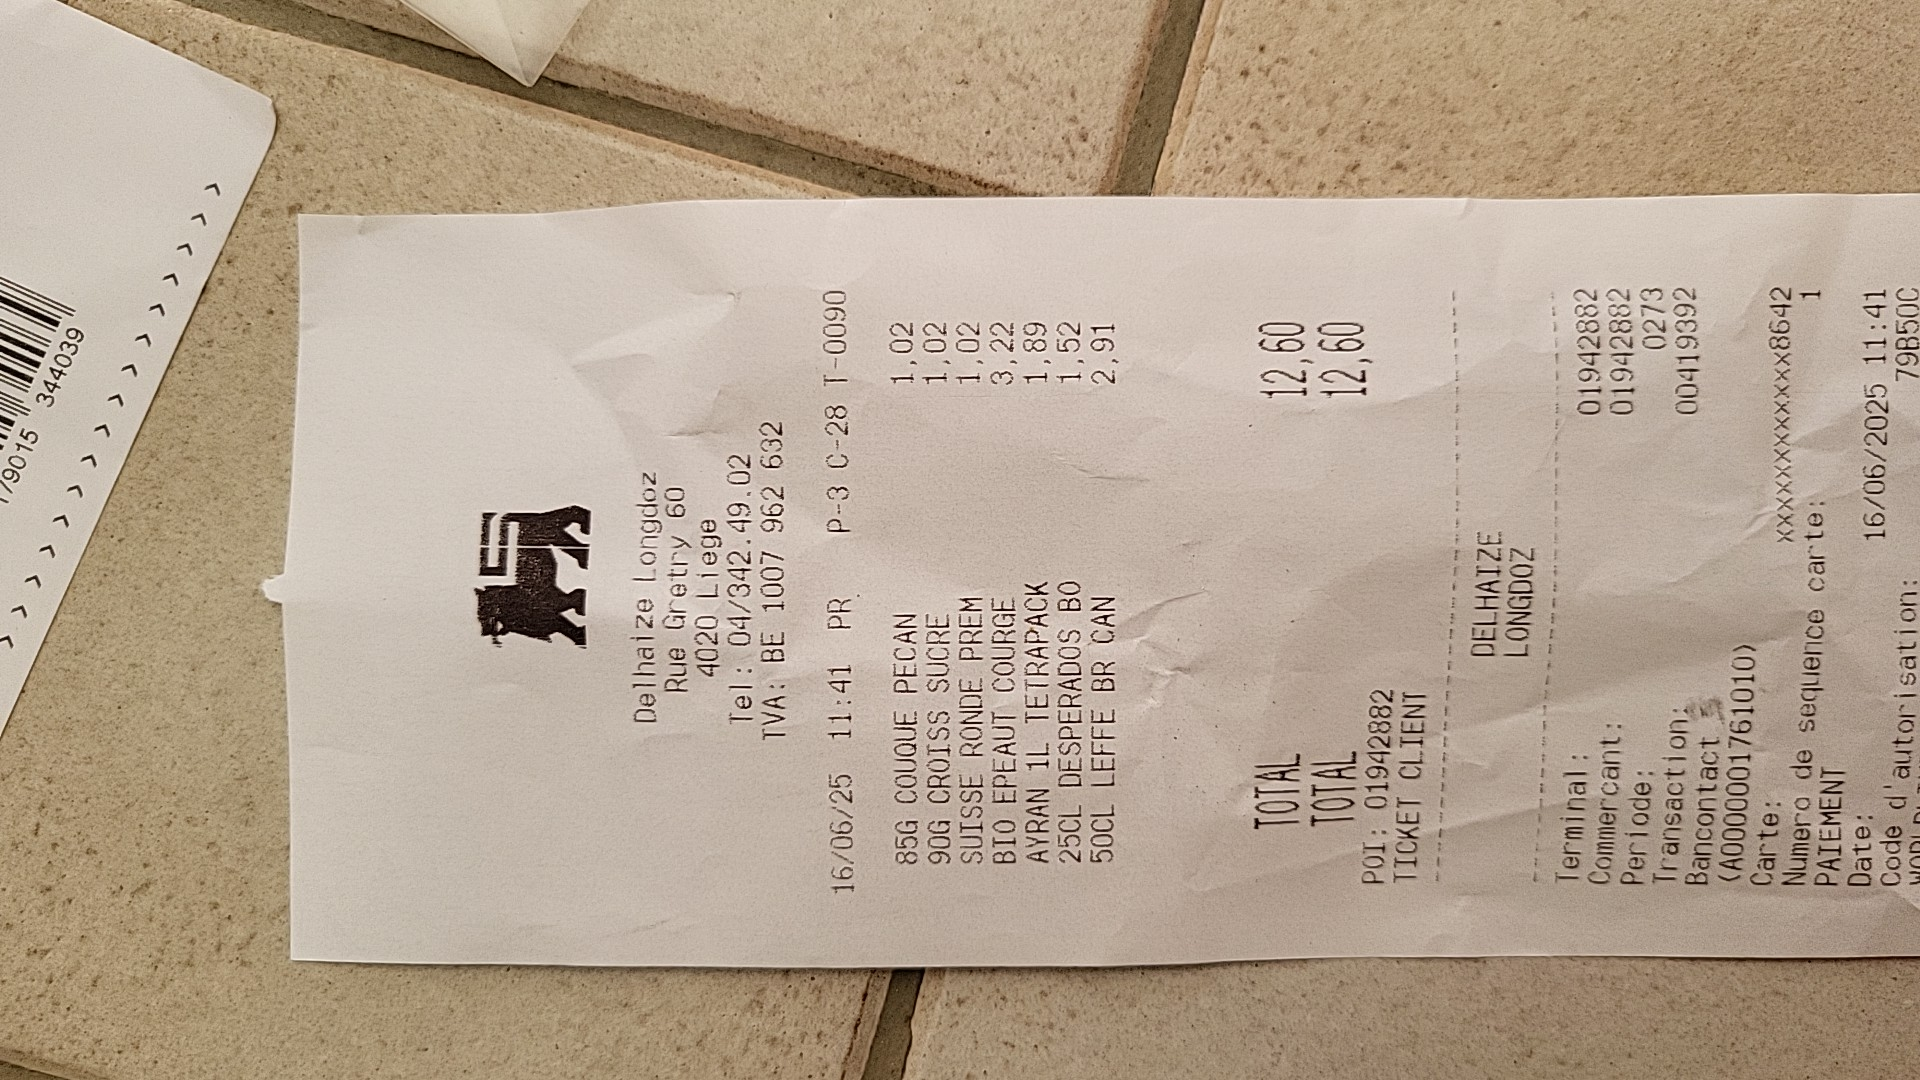 179015 344039
Delhaize Longdoz
Rue Gretry 60
4020 Liege
Tel: 04/342.49.02
TVA: BE 1007 962 632
16/06/25 11:41 PR P-3 C-28 T-0090
85G COUQUE PECAN 1,02
90G CROISS SUCRE 1,02
SUISSE RONDE PREM 1,02
BIO EPEAUT COURGE 3,22
AYRAN 1L TETRAPACK 1,89
25CL DESPERADOS BO 1,52
50CL LEFFE BR CAN 2,91
TOTAL 12,60
TOTAL 12,60
POI: 01942882
TICKET CLIENT
DELHAIZE
LONGDOZ
Terminal: 01942882
Commercant: 01942882
Periode: 0273
Transaction: 00419392
Bancontact
(A0000001761010)
Carte: xxxxxxxxxxxxx8642
Numero de sequence carte: 1
PAIEMENT
Date: 16/06/2025 11:41
Code d'autorisation: 79B50C